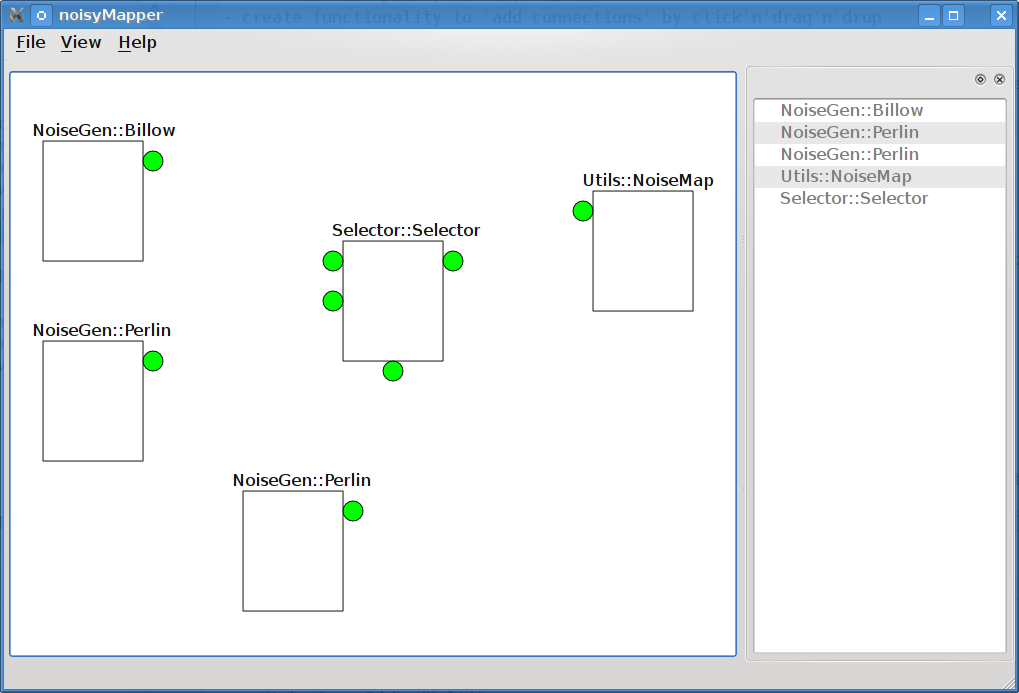 noisyMapper
- create functionality to 'add connections' by click'n'drag'n'drop
File View Help
NoiseGen::Billow
Utils::NoiseMap
Selector::Selector
NoiseGen::Perlin
NoiseGen::Perlin
NoiseGen::Billow
NoiseGen::Perlin
NoiseGen::Perlin
Utils::NoiseMap
Selector::Selector